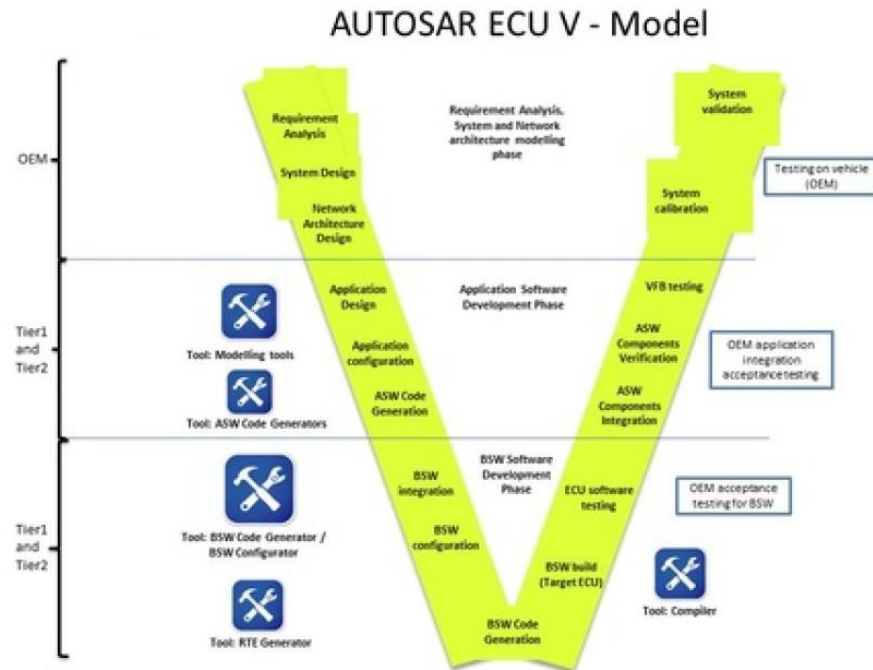 AUTOSAR ECU V - Model
OEM
Requirement
Analysis
System Design
Network
Architecture
Design
Requirement Analysis,
System and Network
architecture modelling
phase
System
validation
System
calibration
Testing on vehicle
(OEM)
Tier1
and
Tier2
Tool: Modelling tools
Tool: ASW Code Generators
Application
Design
Application
configuration
ASW Code
Generation
Application Software
Development Phase
VFB testing
ASW
Components
Verification
ASW
Components
Integration
OEM application
integration
acceptance testing
Tier1
and
Tier2
Tool: BSW Code Generator /
BSW Configurator
Tool: RTE Generator
BSW
integration
BSW
configuration
BSW Software
Development
Phase
ECU software
testing
BSW build
(Target ECU)
BSW Code
Generation
OEM acceptance
testing for BSW
Tool: Compiler